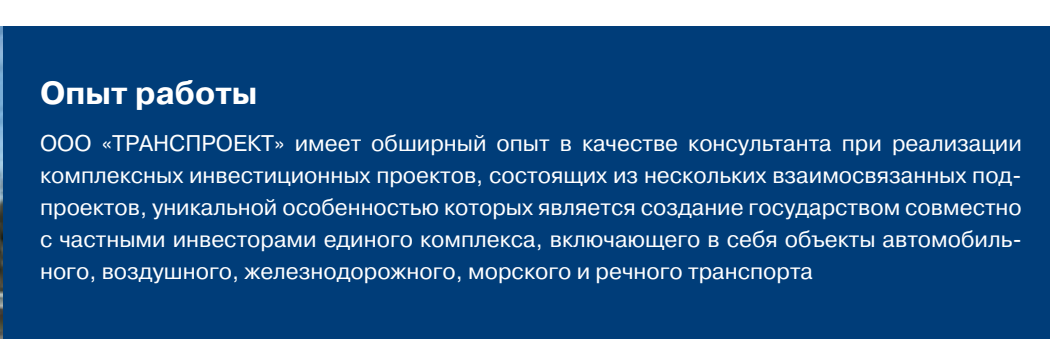 Опыт работы
ООО «ТРАНСПРОЕКТ» имеет обширный опыт в качестве консультанта при реализации
комплексных инвестиционных проектов, состоящих из нескольких взаимосвязанных под-
проектов, уникальной особенностью которых является создание государством совместно
с частными инвесторами единого комплекса, включающего в себя объекты автомобиль-
ного, воздушного, железнодорожного, морского и речного транспорта